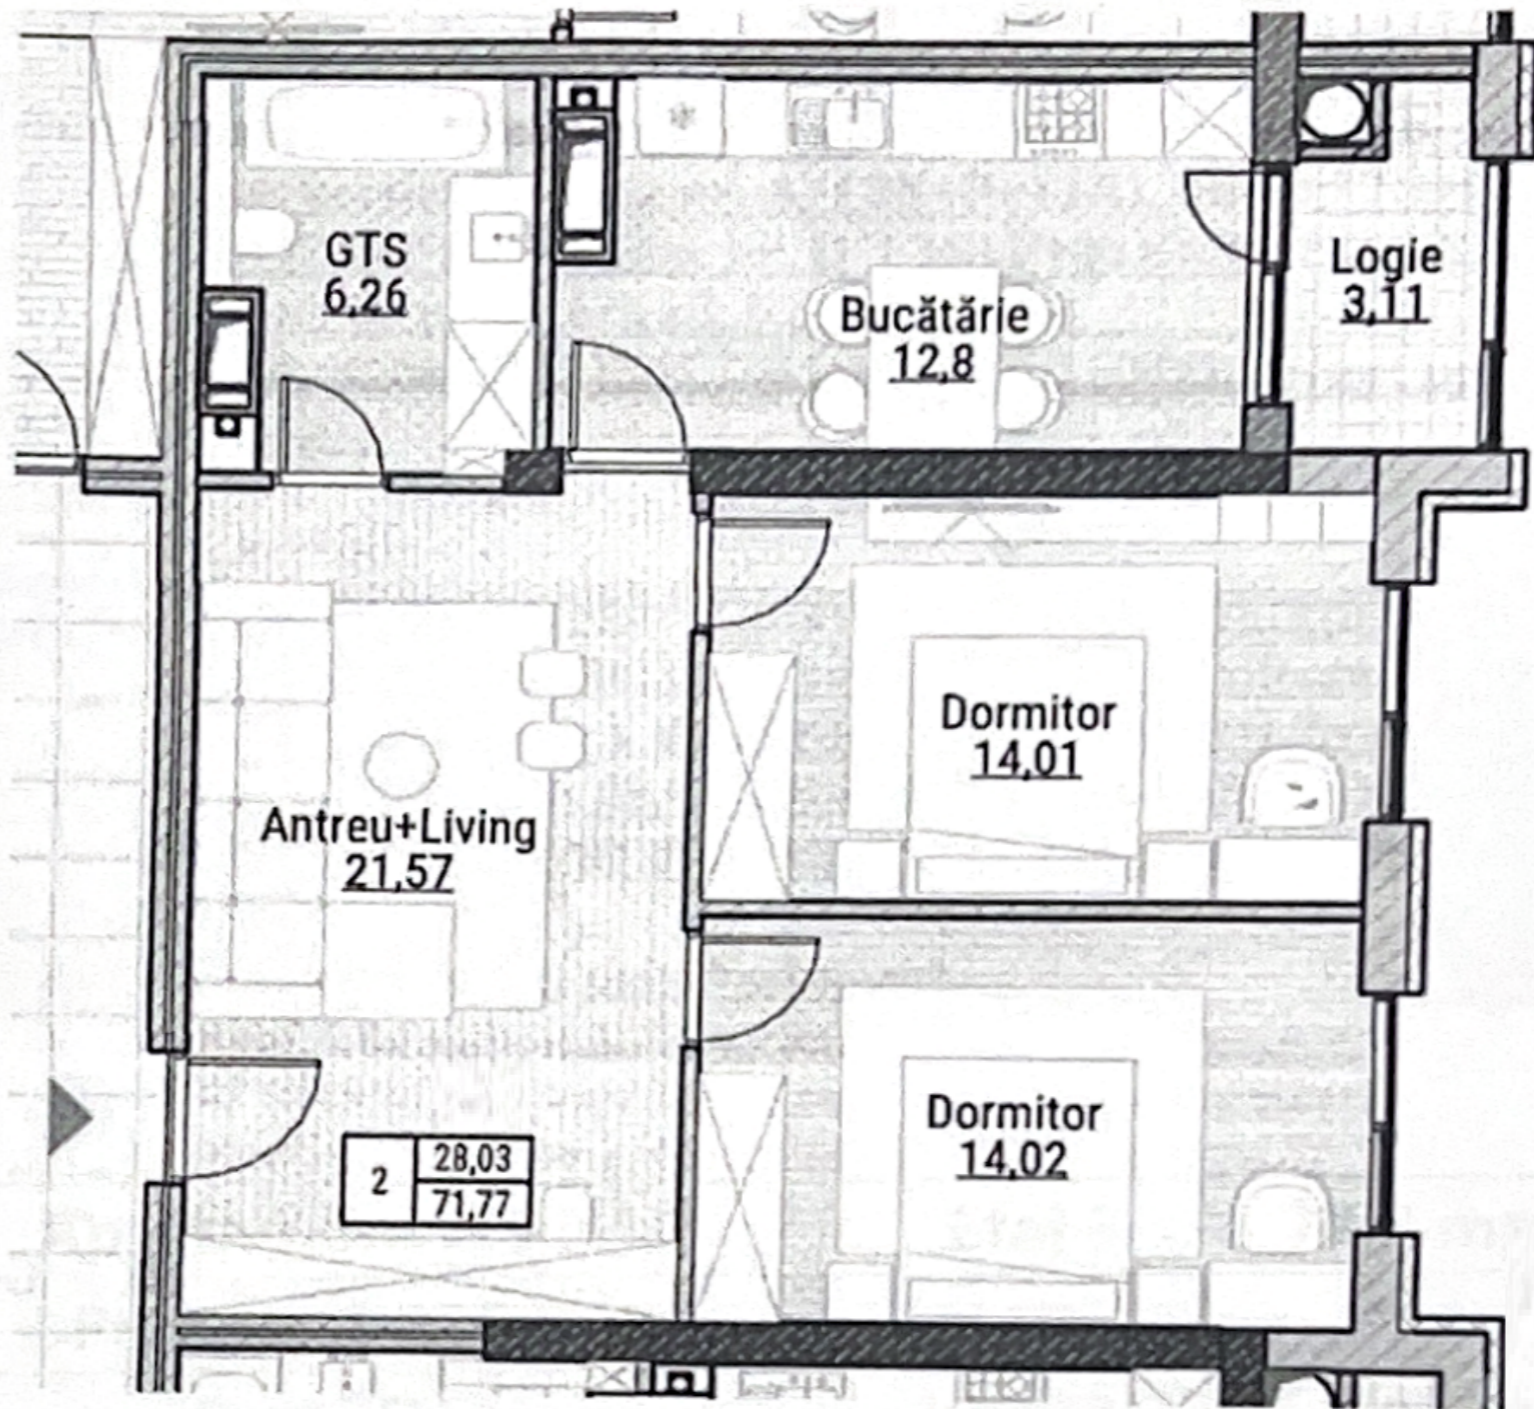 GTS
6,26
Bucătărie
12,8
Logie
3,11
Dormitor
14,01
Antreu+Living
21,57
Dormitor
14,02
2
28,03
71,77